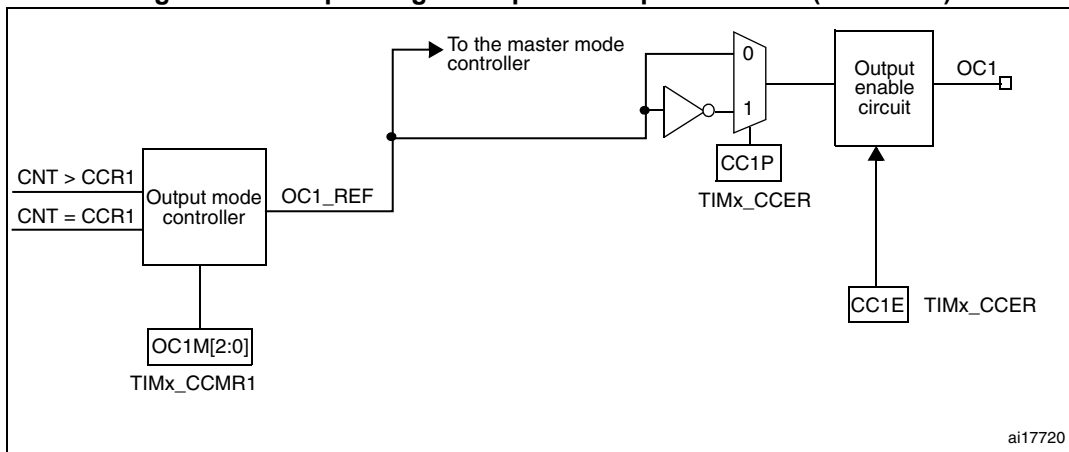 To the master mode
controller
0
1
CC1P
TIMx_CCER
Output
enable
circuit
OC1
CNT > CCR1
CNT = CCR1
Output mode
controller
OC1_REF
CC1E
TIMx_CCER
OC1M[2:0]
TIMx_CCMR1
ai17720